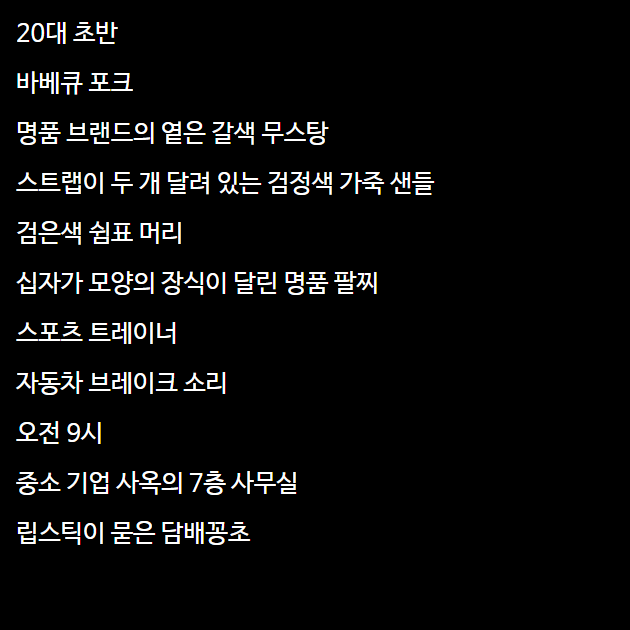 20대 초반
바베큐 포크
명품 브랜드의 옅은 갈색 무스탕
스트랩이 두 개 달려 있는 검정색 가죽 샌들
검은색 쉼표 머리
십자가 모양의 장식이 달린 명품 팔찌
스포츠 트레이너
자동차 브레이크 소리
오전 9시
중소 기업 사옥의 7층 사무실
립스틱이 묻은 담배꽁초